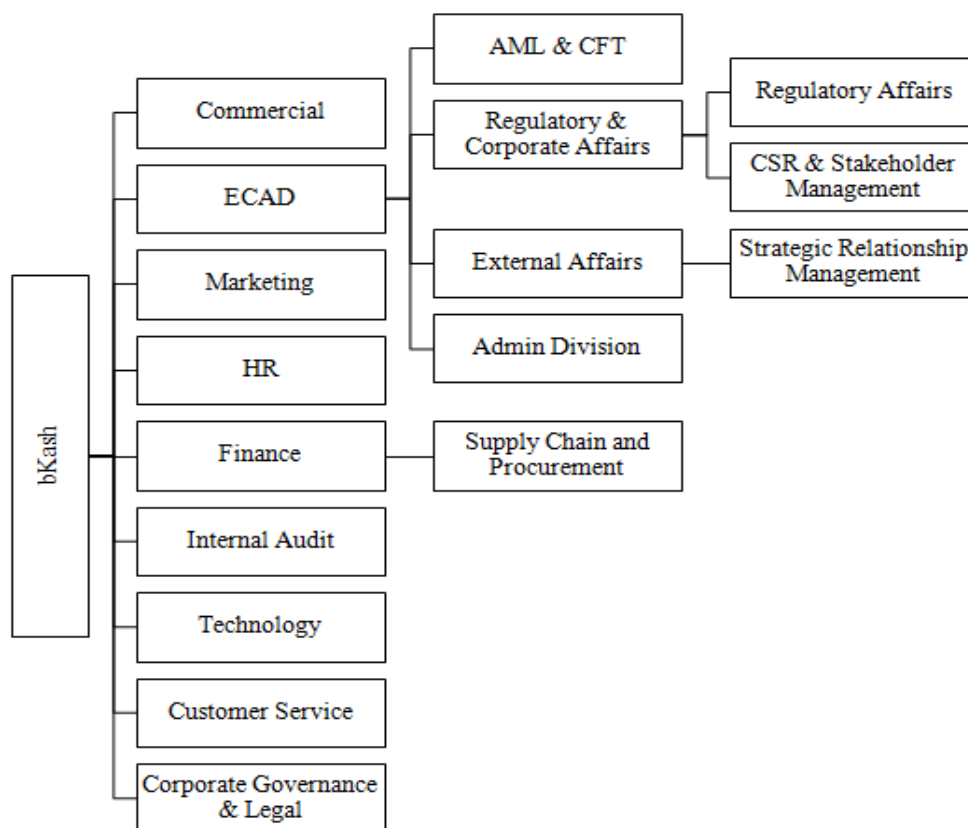 bKash
Commercial
ECAD
Marketing
HR
Finance
Internal Audit
Technology
Customer Service
Corporate Governance
& Legal
AML & CFT
Regulatory &
Corporate Affairs
External Affairs
Admin Division
Supply Chain and
Procurement
Regulatory Affairs
CSR & Stakeholder
Management
Strategic Relationship
Management